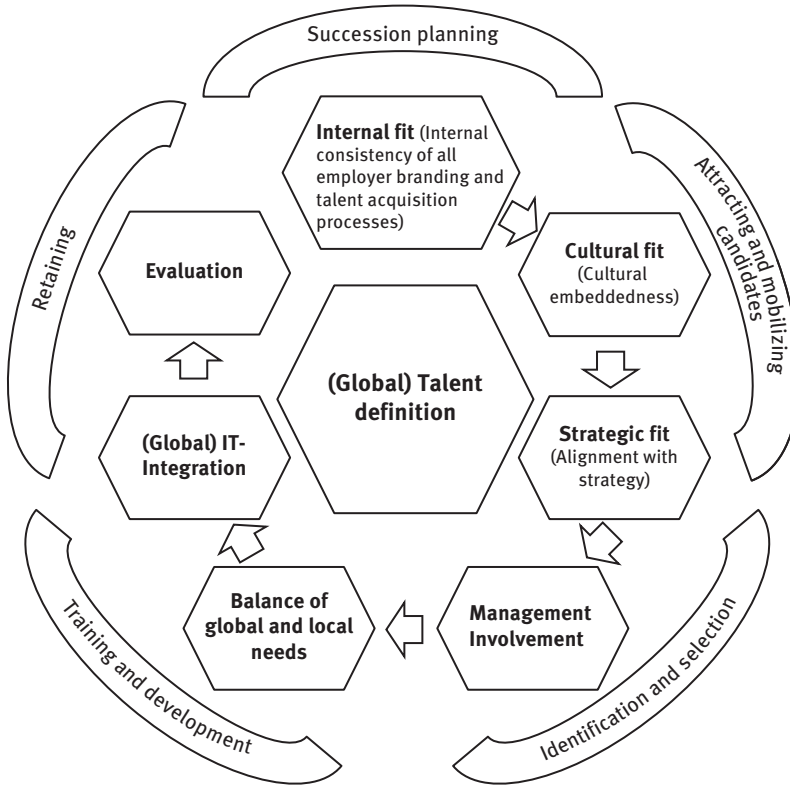 Succession planning
Attracting and mobilizing
candidates
Identification and selection
Training and development
Retaining
Internal fit (Internal
consistency of all
employer branding and
talent acquisition
processes)
Cultural fit
(Cultural
embeddedness)
Strategic fit
(Alignment with
strategy)
Management
Involvement
Balance of
global and local
needs
(Global) IT-
Integration
Evaluation
(Global) Talent
definition